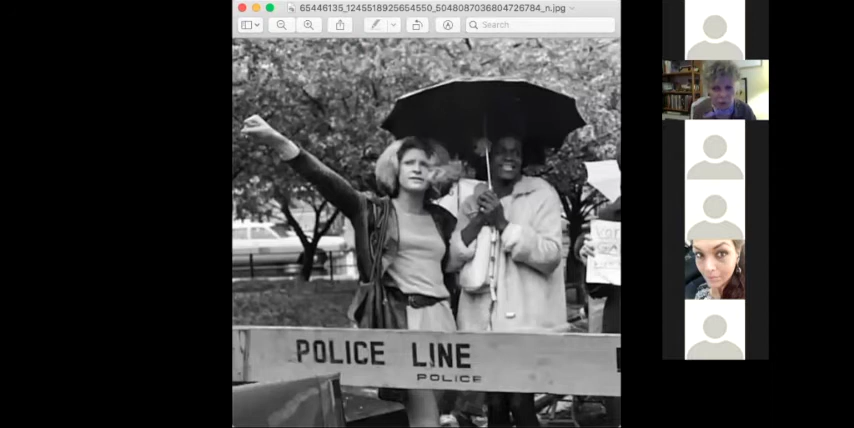 65446135_1245518925654550_5048087036804726784_n.jpg
Search
POLICE LINE
POLICE